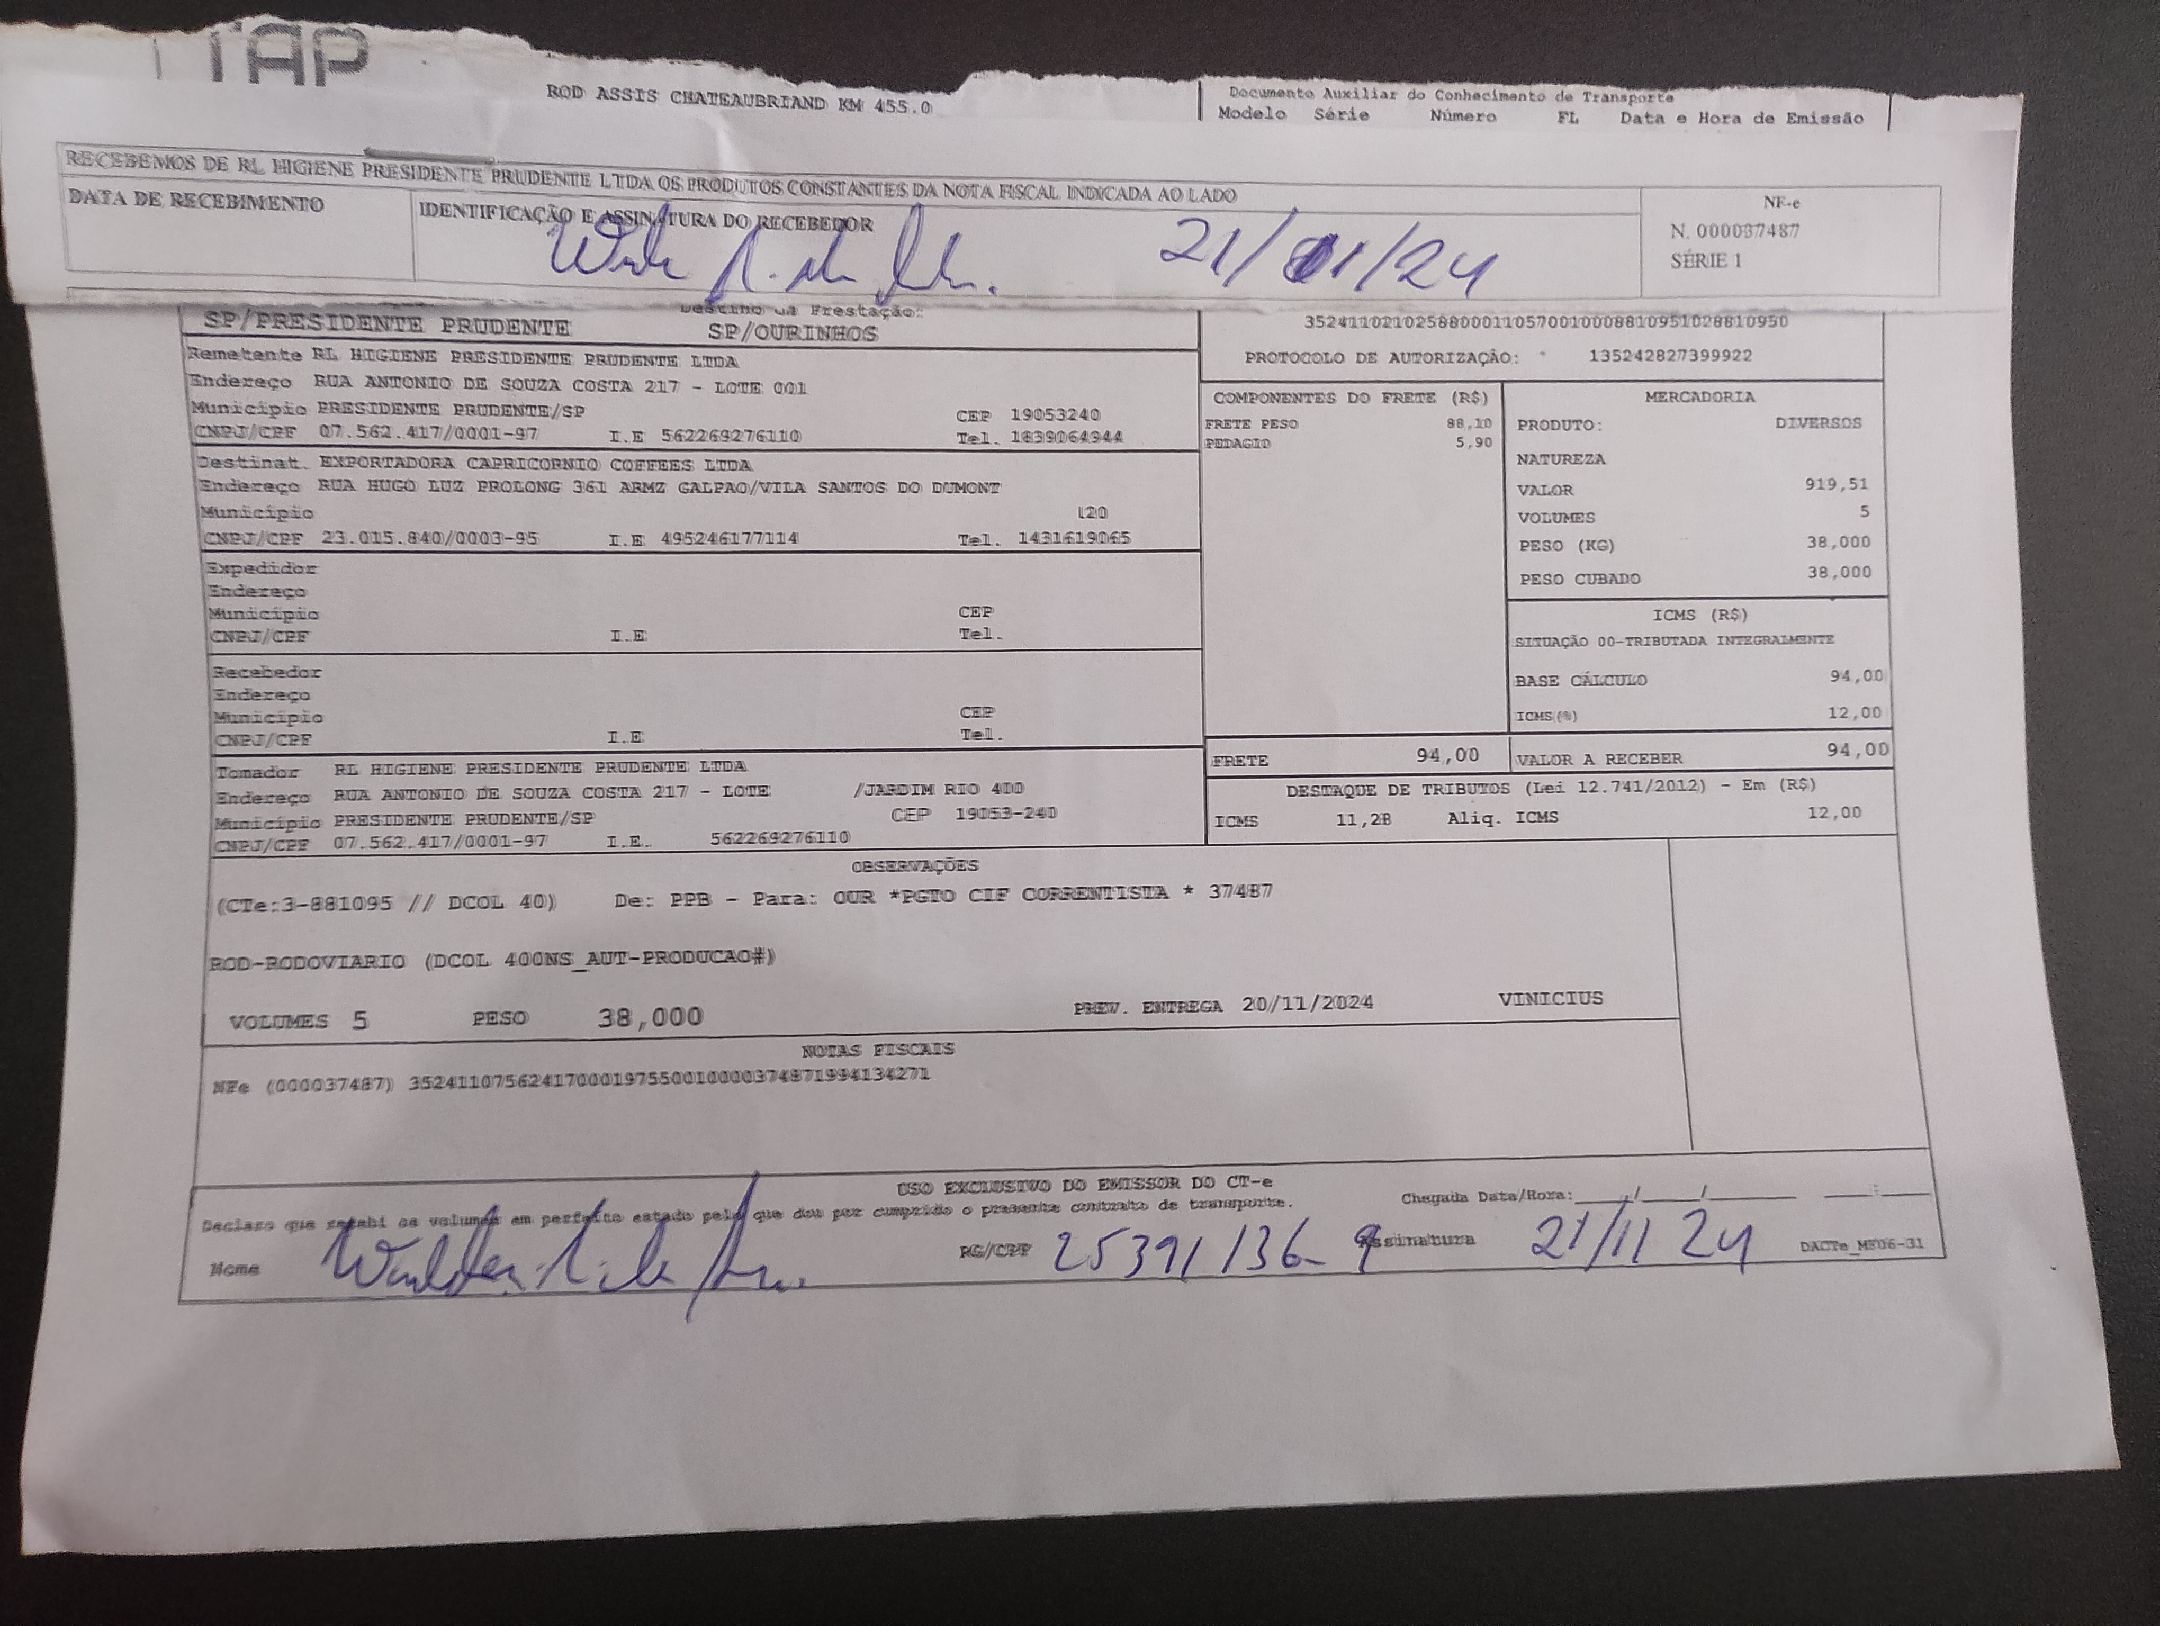 TAP
ROD ASSIS CHATEAUBRIAND KM 455.0
Documento Auxiliar do Conhecimento de Transporte
Modelo Série Número FL Data e Hora de Emissão
RECEBEMOS DE RL HIGIENE PRESIDENTE PRUDENTE LTDA OS PRODUTOS CONSTANTES DA NOTA FISCAL INDICADA AO LADO
DATA DE RECEBIMENTO
IDENTIFICAÇÃO E ASSINATURA DO RECEBEDOR
21/11/24
NF-e
N. 000037487
SÉRIE 1
Destino da Prestação:
SP/PRESIDENTE PRUDENTE SP/OURINHOS
35241102102588000110570010008810951028810950
PROTOCOLO DE AUTORIZAÇÃO: 135242827399922
Remetente RL HIGIENE PRESIDENTE PRUDENTE LTDA
Endereço RUA ANTONIO DE SOUZA COSTA 217 - LOTE 001
Município PRESIDENTE PRUDENTE/SP CEP 19053240
CNPJ/CPF 07.562.417/0001-97 I.E 562269276110 Tel. 1839064944
Destinat. EXPORTADORA CAPRICORNIO COFFEES LTDA
Endereço RUA HUGO LUZ PROLONG 361 ARMZ GALPAO/VILA SANTOS DO DUMONT
Município 120
CNPJ/CPF 23.015.840/0003-95 I.E 495246177114 Tel. 1431619065
Expedidor
Endereço
Município CEP
CNPJ/CPF I.E Tel.
Recebedor
Endereço
Município CEP
CNPJ/CPF I.E Tel.
Tomador RL HIGIENE PRESIDENTE PRUDENTE LTDA
Endereço RUA ANTONIO DE SOUZA COSTA 217 - LOTE /JARDIM RIO 400
Município PRESIDENTE PRUDENTE/SP CEP 19053-240
CNPJ/CPF 07.562.417/0001-97 I.E. 562269276110
COMPONENTES DO FRETE (R$)
FRETE PESO 88,10
PEDAGIO 5,90
MERCADORIA
PRODUTO: DIVERSOS
NATUREZA
VALOR 919,51
VOLUMES 5
PESO (KG) 38,000
PESO CUBADO 38,000
ICMS (R$)
SITUAÇÃO 00-TRIBUTADA INTEGRALMENTE
BASE CÁLCULO 94,00
ICMS(%) 12,00
FRETE 94,00 VALOR A RECEBER 94,00
DESTAQUE DE TRIBUTOS (Lei 12.741/2012) - Em (R$)
ICMS 11,28 Aliq. ICMS 12,00
OBSERVAÇÕES
(CTe:3-881095 // DCOL 40) De: PPB - Para: OUR *PGTO CIF CORRENTISTA * 37487
ROD-RODOVIARIO (DCOL 400NS_AUT-PRODUCAO#)
VOLUMES 5 PESO 38,000 PREV. ENTREGA 20/11/2024 VINICIUS
NOTAS FISCAIS
NFe (000037487) 35241107562417000197550010000374871994134271
USO EXCLUSIVO DO EMISSOR DO CT-e
Declaro que recebi os volumes em perfeito estado pelo que dou por cumprido o presente contrato de transporte.
Chegada Data/Hora: __/__/__ __:__
Nome RG/CPF 25391136-9 Assinatura 21/11 24 DACTe_MF06-31